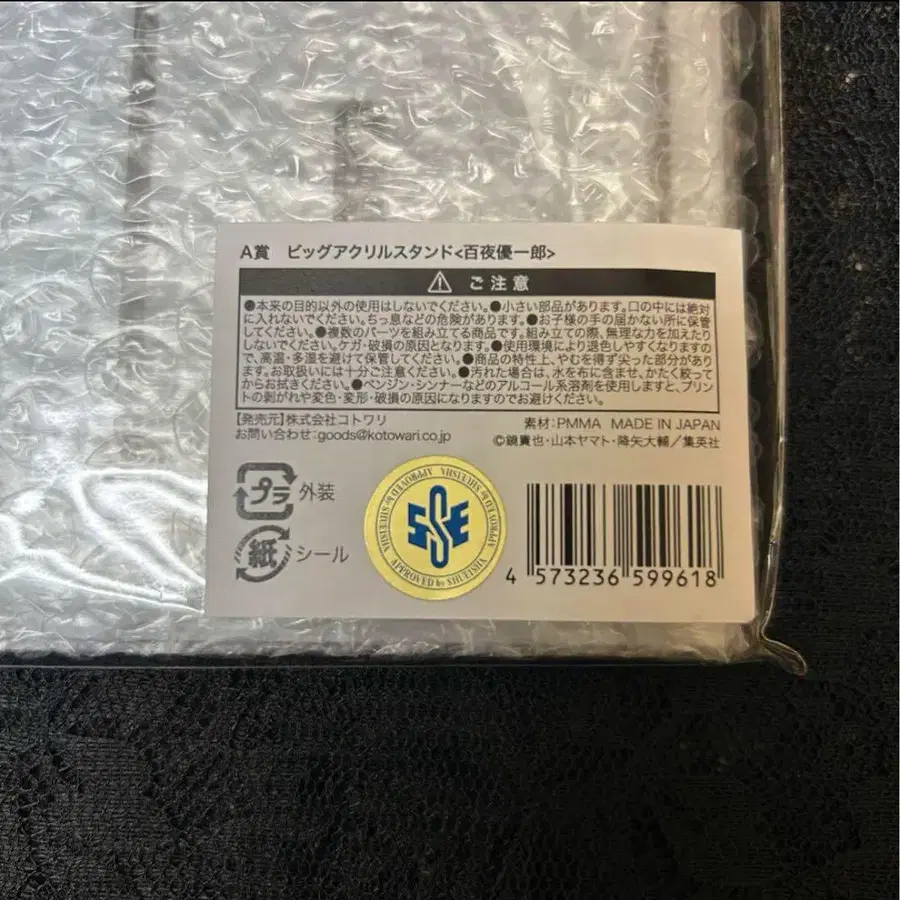 A賞　ビッグアクリルスタンド<百夜優一郎>
⚠ ご注意
●本来の目的以外の使用はしないでください。●小さい部品があります。口の中には絶対
に入れないでください。ちっ息などの危険があります。●お子様の手の届かない所に保管
してください。●複数のパーツを組み立てる商品です。組み立ての際、無理な力を加えたり
しないでください。ケガ・破損の原因となります。●使用環境により退色しやすくなりますの
で、高温・多湿を避けて保管してください。●商品の特性上、やむを得ず尖った部分があり
ます。お取扱いには十分ご注意ください。●汚れた場合は、水を布に含ませ、かたく絞って
からお拭きください。●ベンジン・シンナーなどのアルコール系溶剤を使用しますと、プリン
トの剥がれや変色・変形・破損の原因になりますのでお避けください。
【発売元】株式会社コトワリ
素材:PMMA MADE IN JAPAN
お問い合わせ:goods@kotowari.co.jp
©鏡貴也・山本ヤマト・降矢大輔／集英社
プラ 外装
紙 シール
APPROVED by SHUEISHA APPROVED by SHUEISHA APPROVED by SHUEISHA
SSE
4 573236 599618